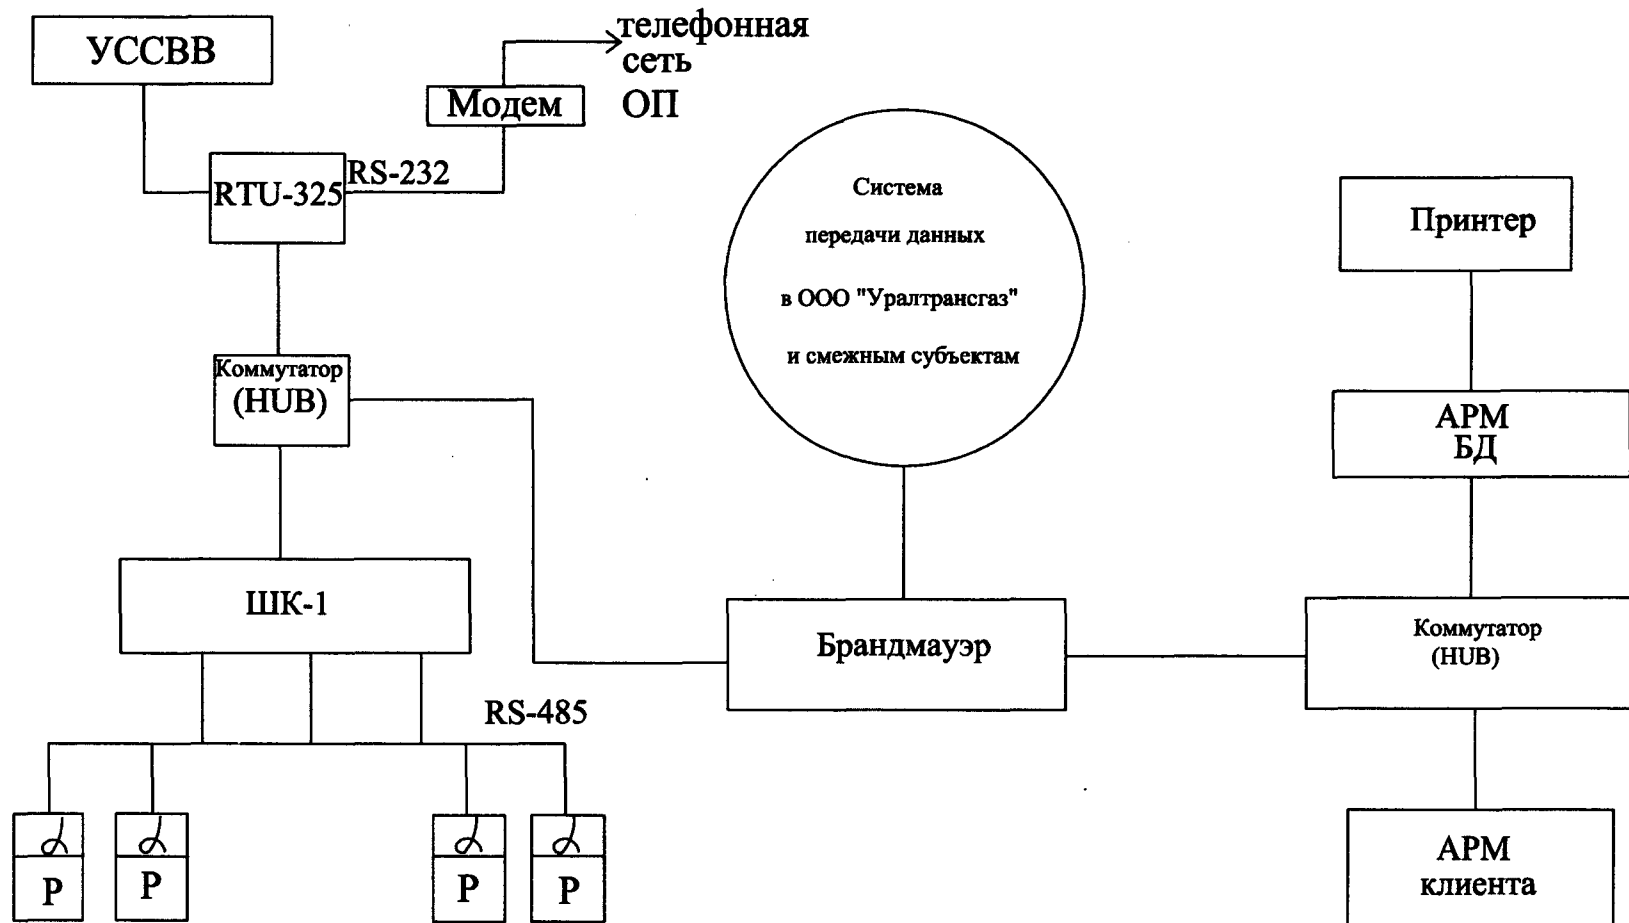 УССВВ
телефонная
сеть
ОП
Модем
RTU-325
RS-232
Система
передачи данных
в ООО "Уралтрансгаз"
и смежным субъектам
Принтер
Коммутатор
(HUB)
АРМ
БД
ШК-1
Брандмауэр
Коммутатор
(HUB)
RS-485
P
P
P
P
АРМ
клиента